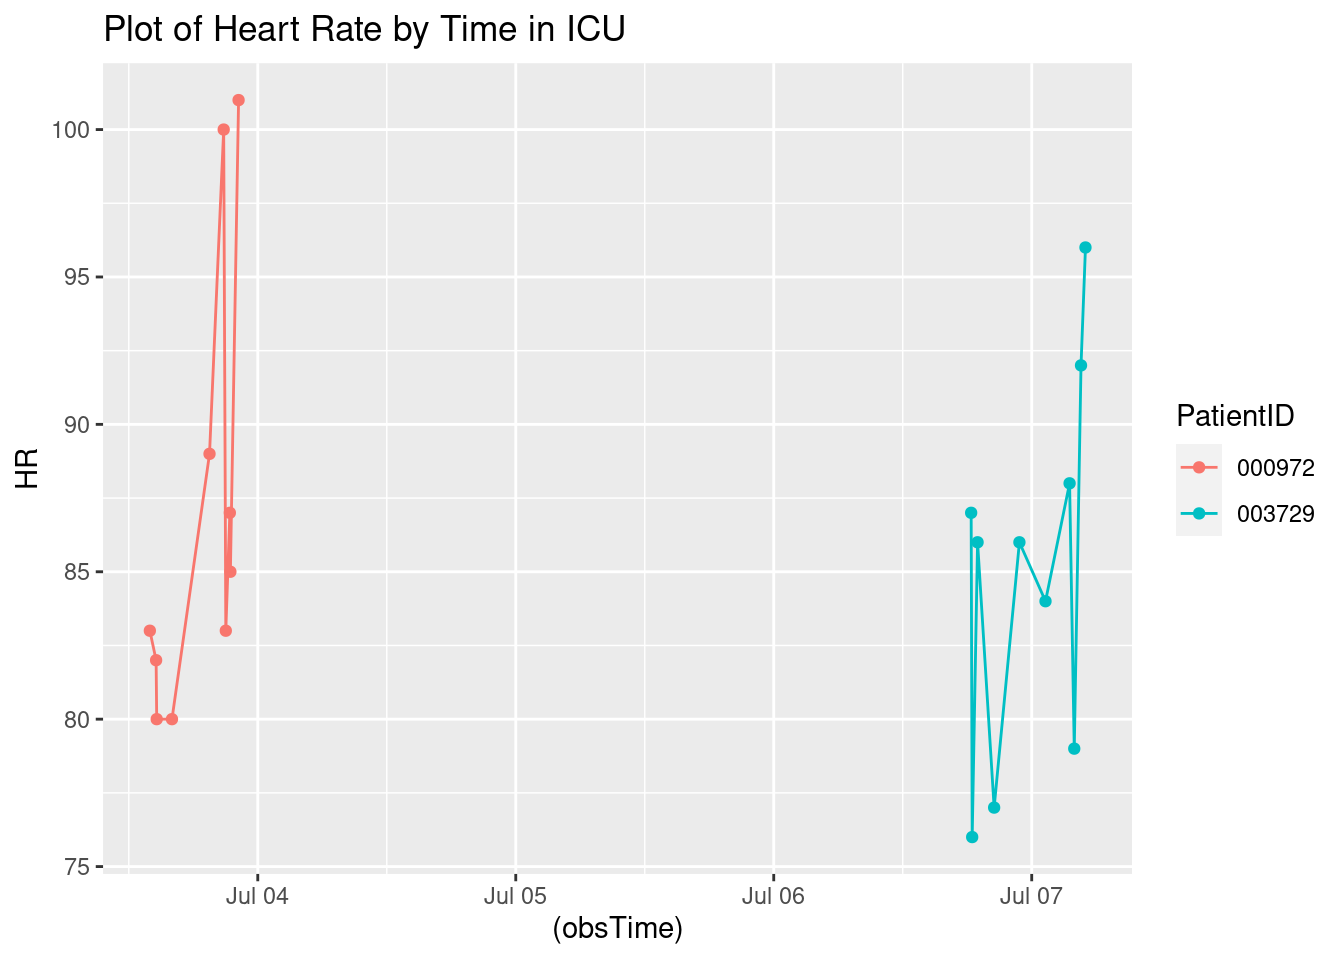 Plot of Heart Rate by Time in ICU
100
95
90
85
80
75
HR
Jul 04
Jul 05
Jul 06
Jul 07
(obsTime)
PatientID
000972
003729